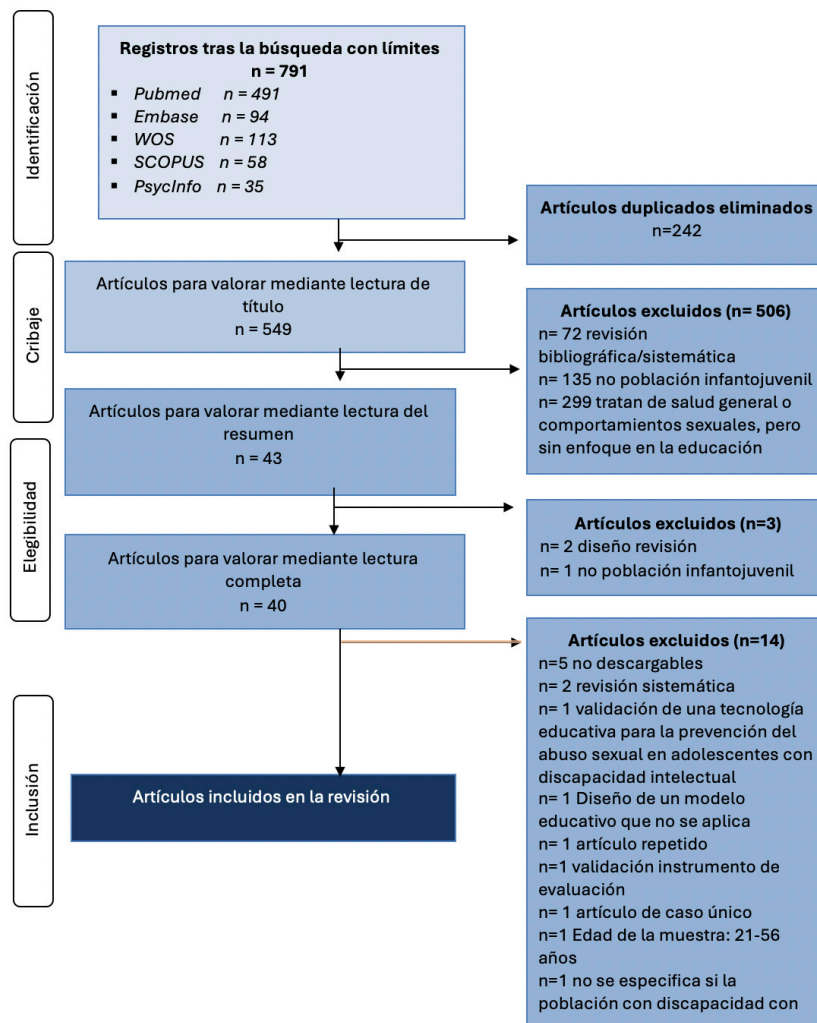 Identificación
Registros tras la búsqueda con límites
n = 791
▪ Pubmed n = 491
▪ Embase n = 94
▪ WOS n = 113
▪ SCOPUS n = 58
▪ PsycInfo n = 35
Artículos duplicados eliminados
n=242
Cribaje
Artículos para valorar mediante lectura de
título
n = 549
Artículos excluidos (n= 506)
n= 72 revisión
bibliográfica/sistemática
n= 135 no población infantojuvenil
n= 299 tratan de salud general o
comportamientos sexuales, pero
sin enfoque en la educación
Artículos para valorar mediante lectura del
resumen
n = 43
Elegibilidad
Artículos excluidos (n=3)
n= 2 diseño revisión
n= 1 no población infantojuvenil
Artículos para valorar mediante lectura
completa
n = 40
Artículos excluidos (n=14)
n=5 no descargables
n= 2 revisión sistemática
n= 1 validación de una tecnología
educativa para la prevención del
abuso sexual en adolescentes con
discapacidad intelectual
n= 1 Diseño de un modelo
educativo que no se aplica
n= 1 artículo repetido
n=1 validación instrumento de
evaluación
n= 1 artículo de caso único
n=1 Edad de la muestra: 21-56
años
n=1 no se especifica si la
población con discapacidad con
Inclusión
Artículos incluidos en la revisión